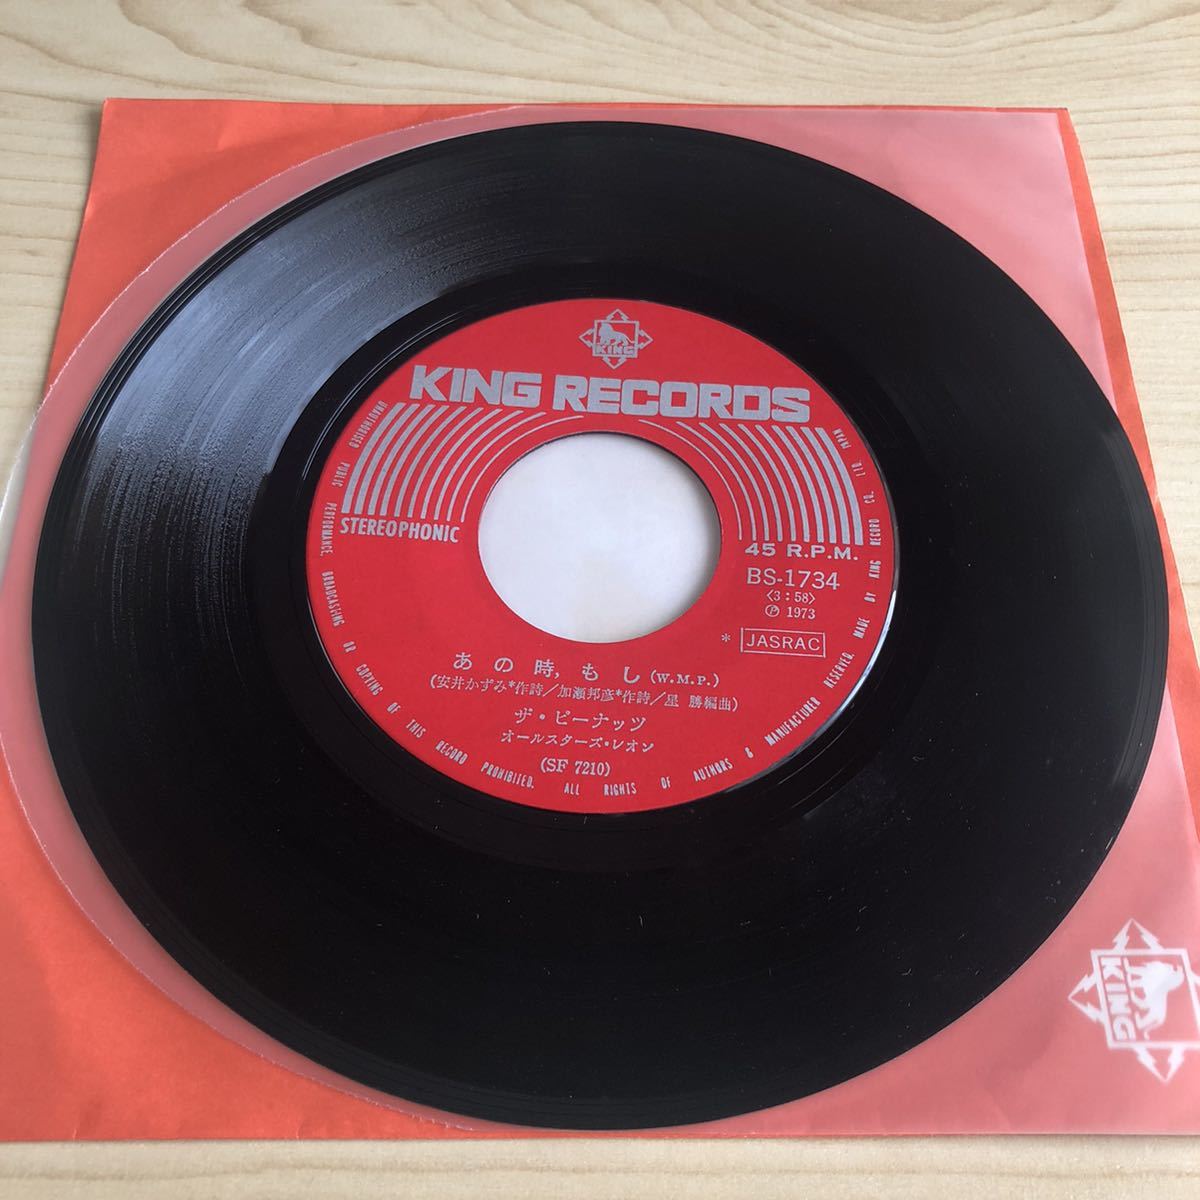 KING
KING RECORDS
STEREOPHONIC
45 R.P.M.
BS-1734
〈3:58〉
Ⓟ 1973
* JASRAC
あの時, もし (W.M.P.)
(安井かずみ*作詩/加瀬邦彦*作詩/星 勝編曲)
ザ・ピーナッツ
オールスターズ・レオン
(SF 7210)
UNAUTHORISED PUBLIC PERFORMANCE, BROADCASTING OR COPYING OF THIS RECORD PROHIBITED. ALL RIGHTS OF AUTHORS & MANUFACTURER RESERVED. MADE BY KING RECORD CO. LTD JAPAN
KING